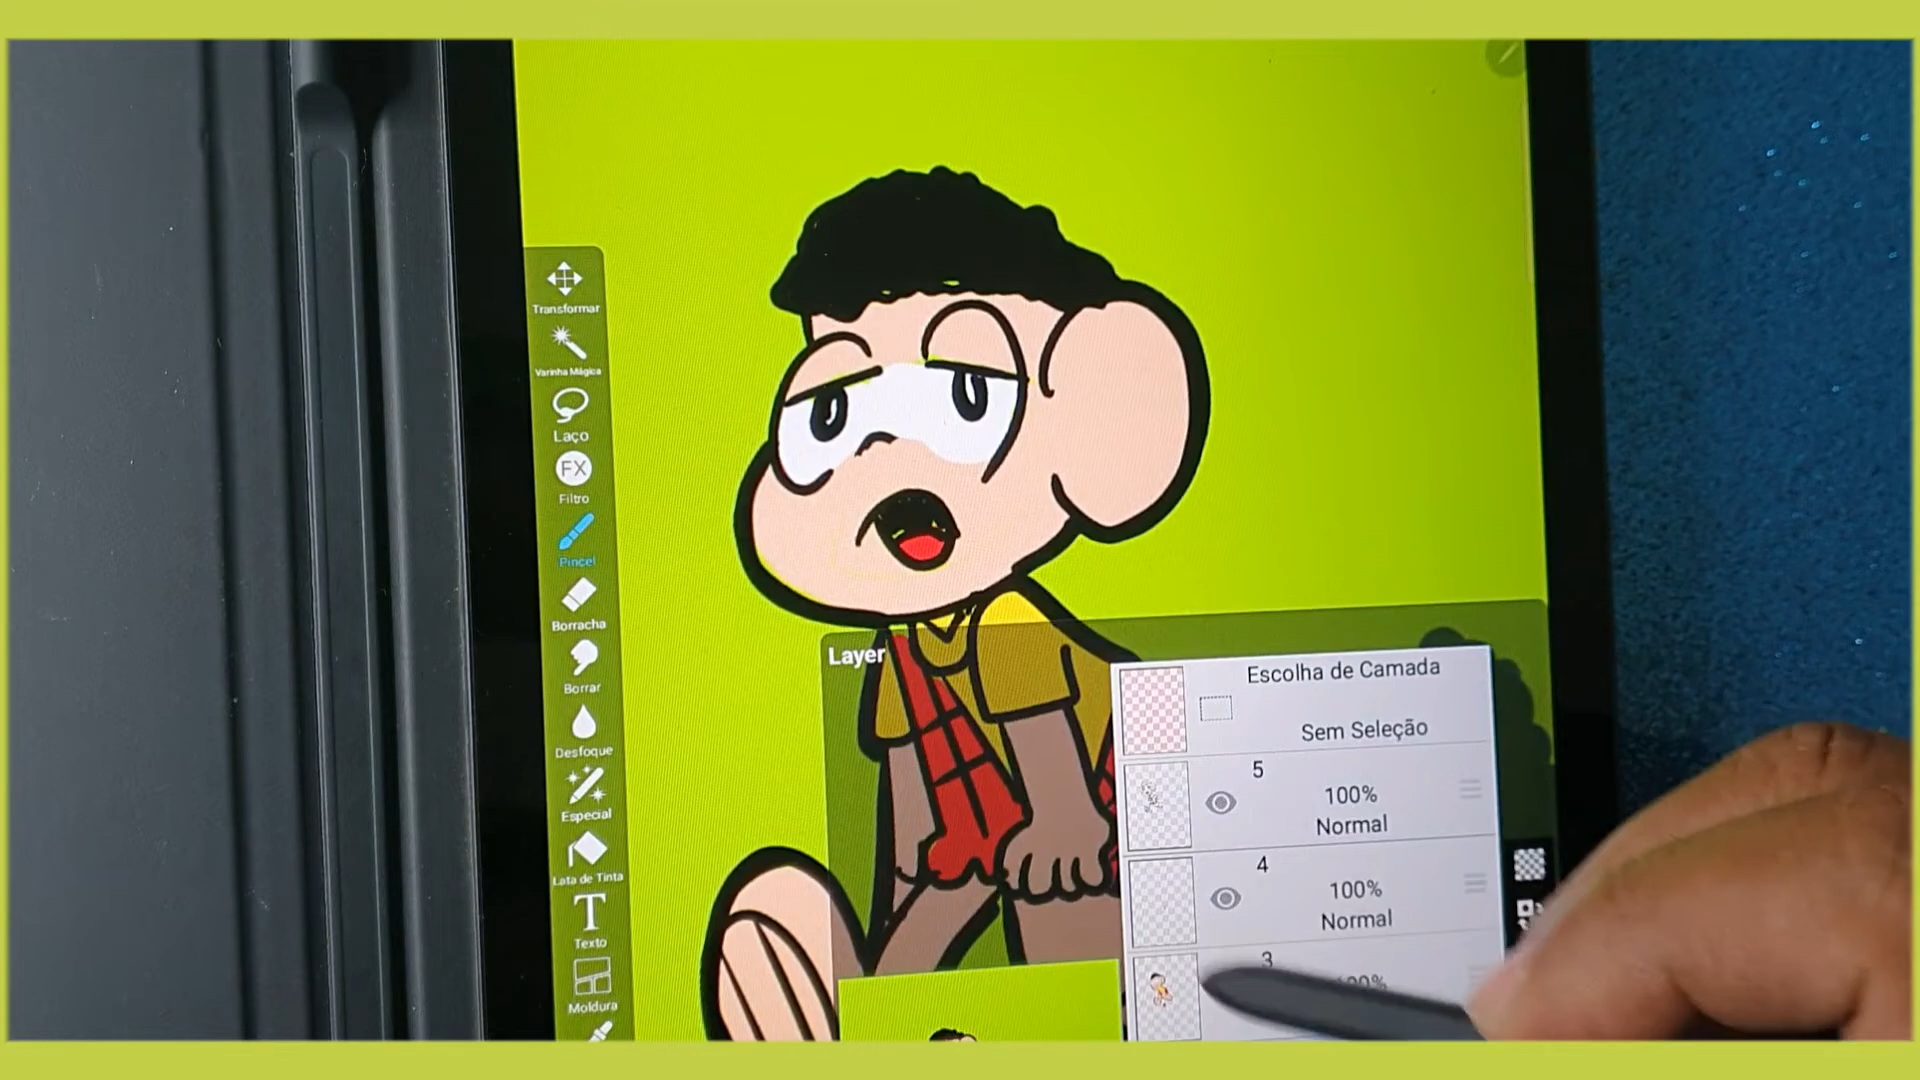 Transformar
Varinha Mágica
Laço
FX
Filtro
Pincel
Borracha
Borrar
Desfoque
Especial
Lata de Tinta
T
Texto
Moldura
Layer
Escolha de Camada
Sem Seleção
5
100%
Normal
4
100%
Normal
3